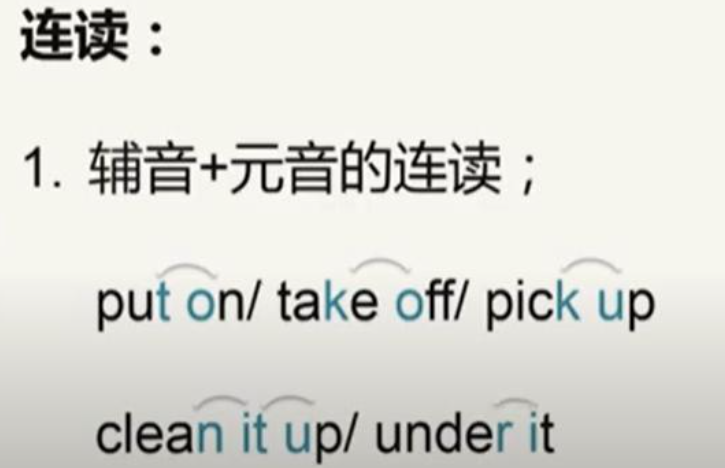 连读：
1. 辅音+元音的连读；
put on/ take off/ pick up
clean it up/ under it